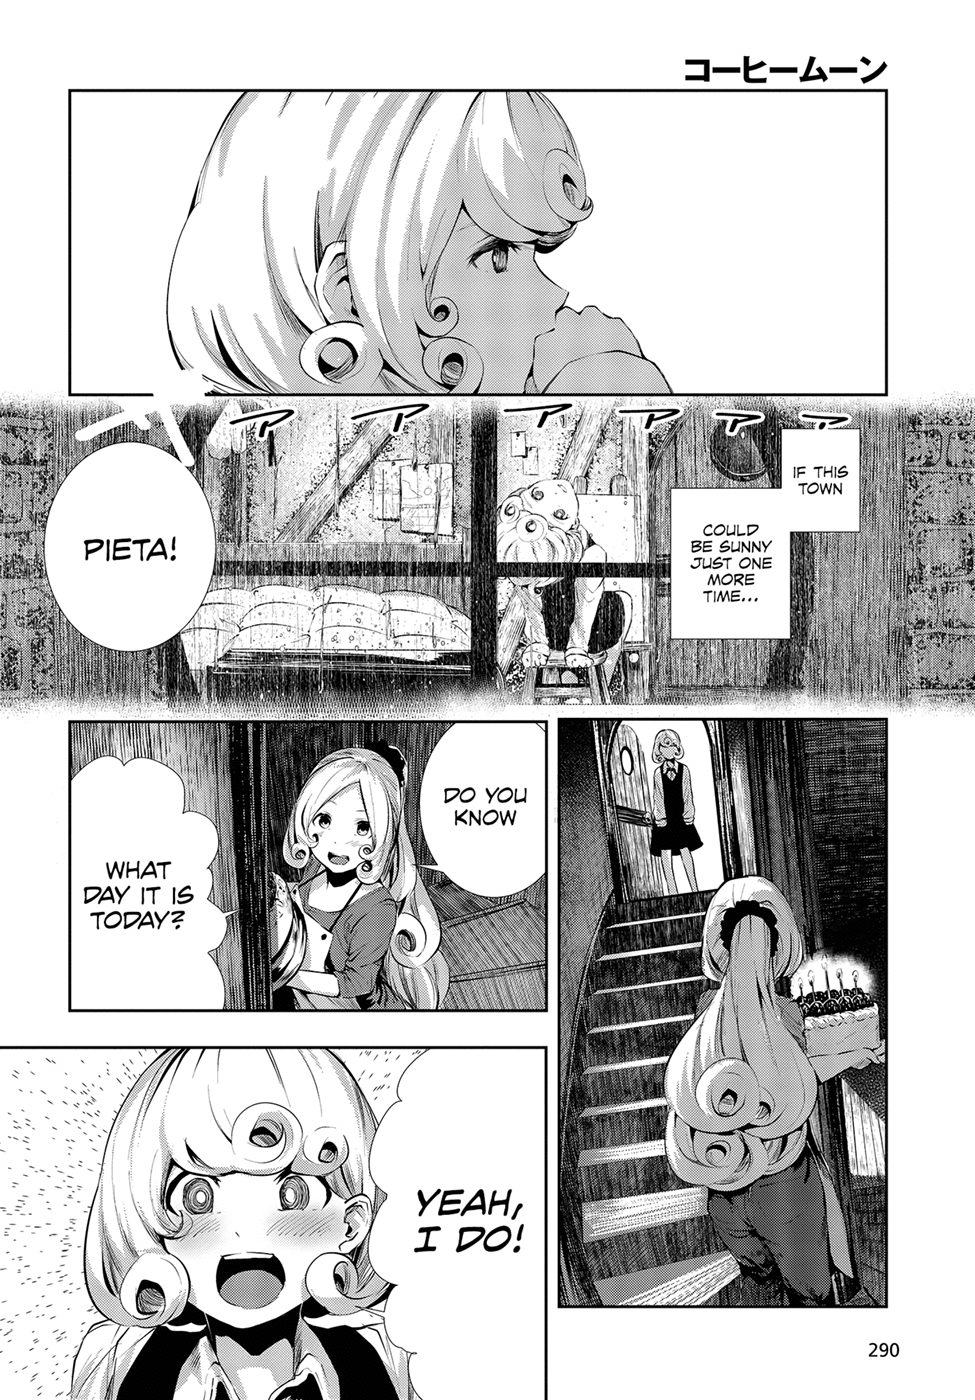 コーヒームーン
ザアアアアアア
IF THIS
TOWN
COULD
BE SUNNY
JUST ONE
MORE
TIME...
PIETA!
DO YOU
KNOW
WHAT
DAY IT IS
TODAY?
YEAH,
I DO!
290